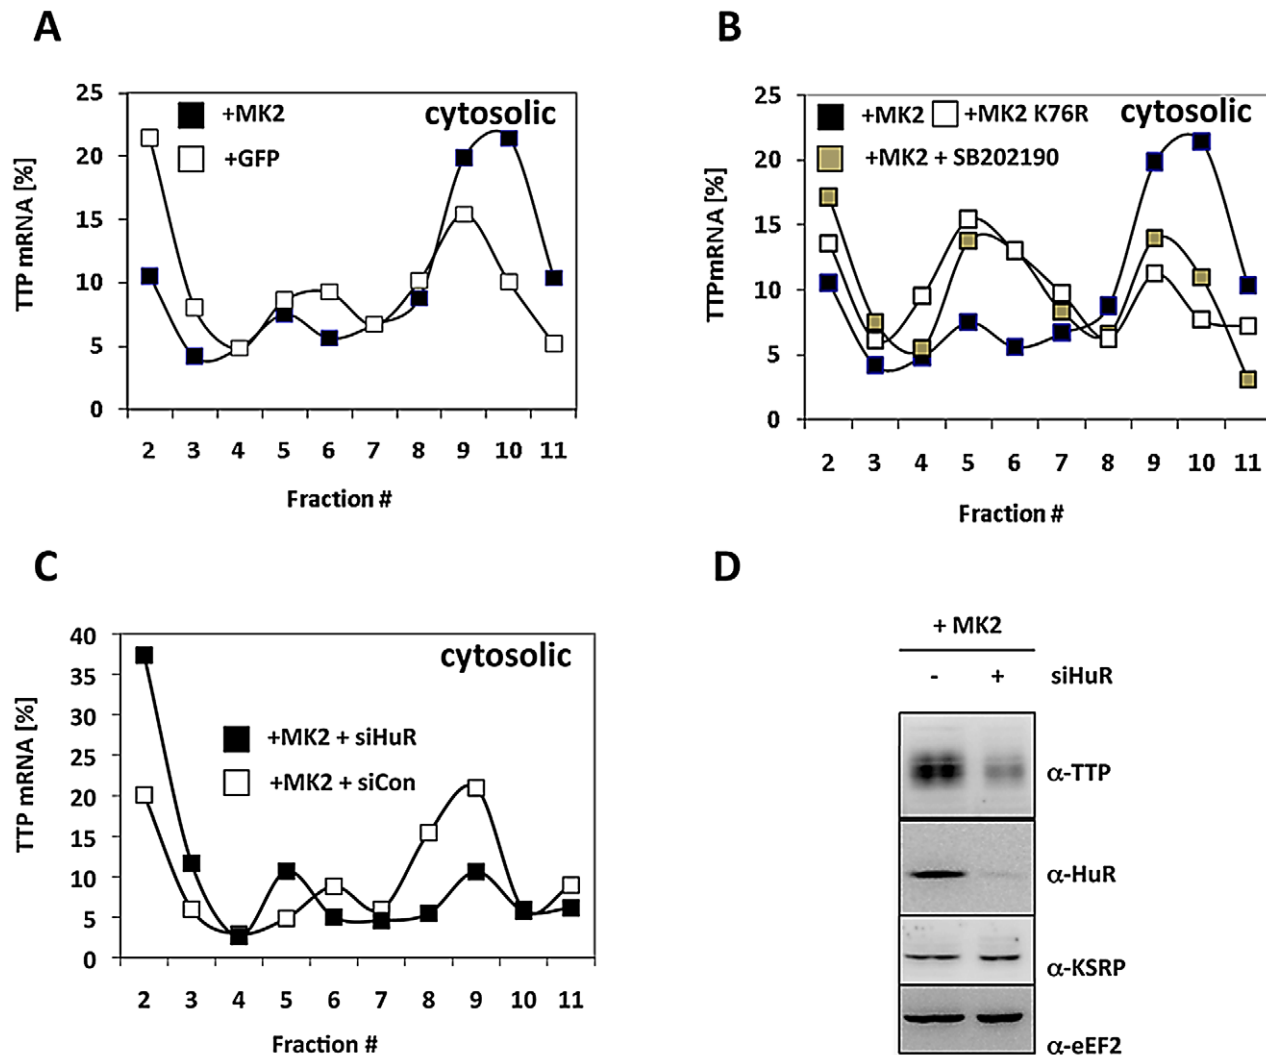 A
25
20
15
10
5
0
TTP mRNA [%]
+MK2
+GFP
cytosolic
2 3 4 5 6 7 8 9 10 11
Fraction #
B
25
20
15
10
5
0
TTPmRNA [%]
+MK2 +MK2 K76R
+MK2 + SB202190
cytosolic
2 3 4 5 6 7 8 9 10 11
Fraction #
C
40
35
30
25
20
15
10
5
0
TTP mRNA [%]
cytosolic
+MK2 + siHuR
+MK2 + siCon
2 3 4 5 6 7 8 9 10 11
Fraction #
D
+ MK2
- + siHuR
α-TTP
α-HuR
α-KSRP
α-eEF2